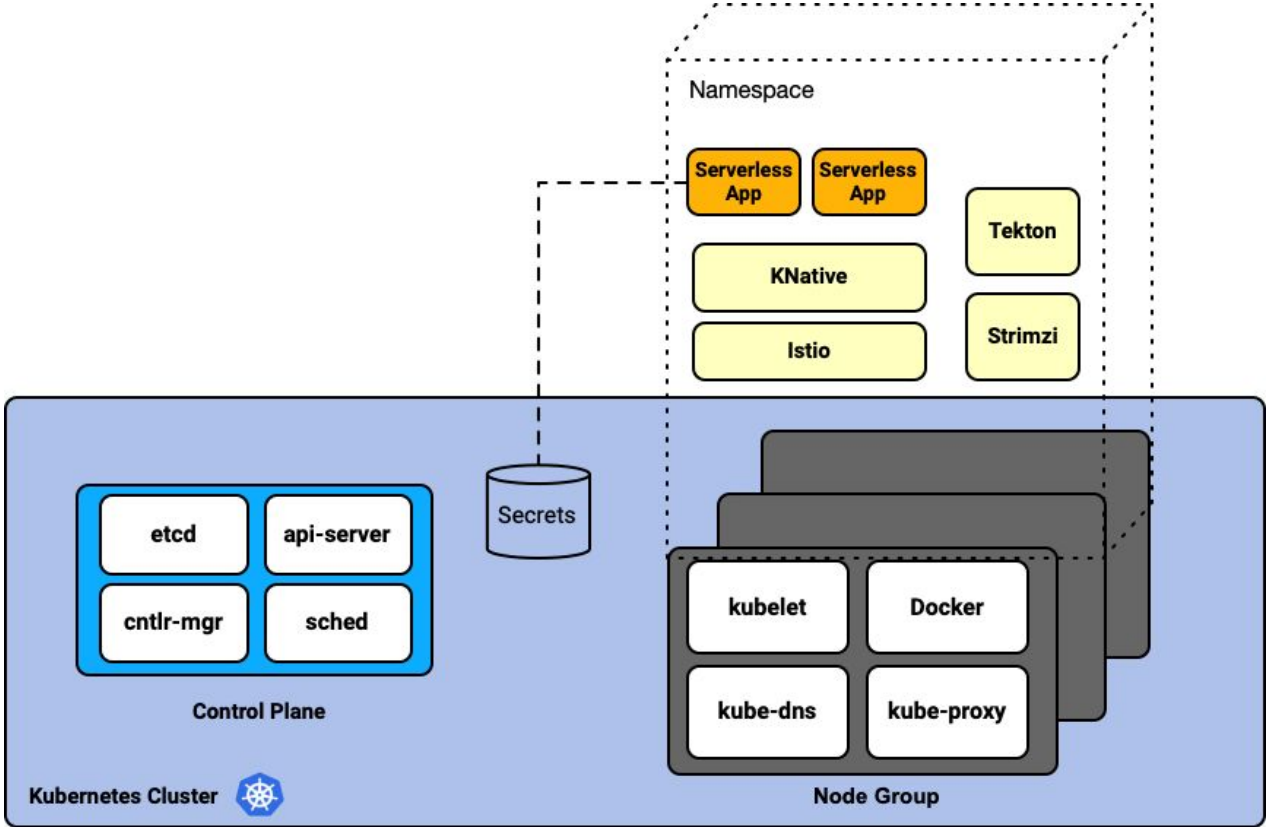 Namespace
Serverless
App
Serverless
App
Tekton
KNative
Strimzi
Istio
Secrets
etcd
api-server
cntlr-mgr
sched
Control Plane
kubelet
Docker
kube-dns
kube-proxy
Kubernetes Cluster
Node Group